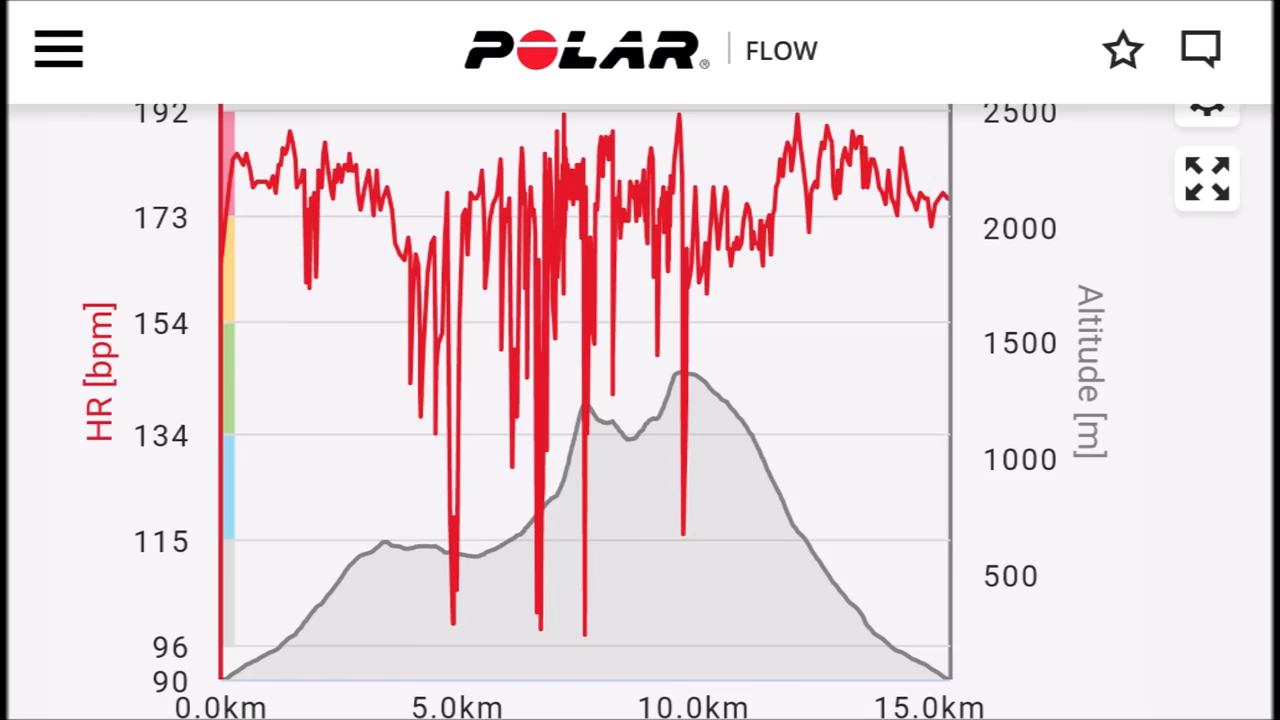 POLAR® FLOW
192 2500
173 2000
154 1500
134 1000
115 500
96
90
HR [bpm]
Altitude [m]
0.0km 5.0km 10.0km 15.0km